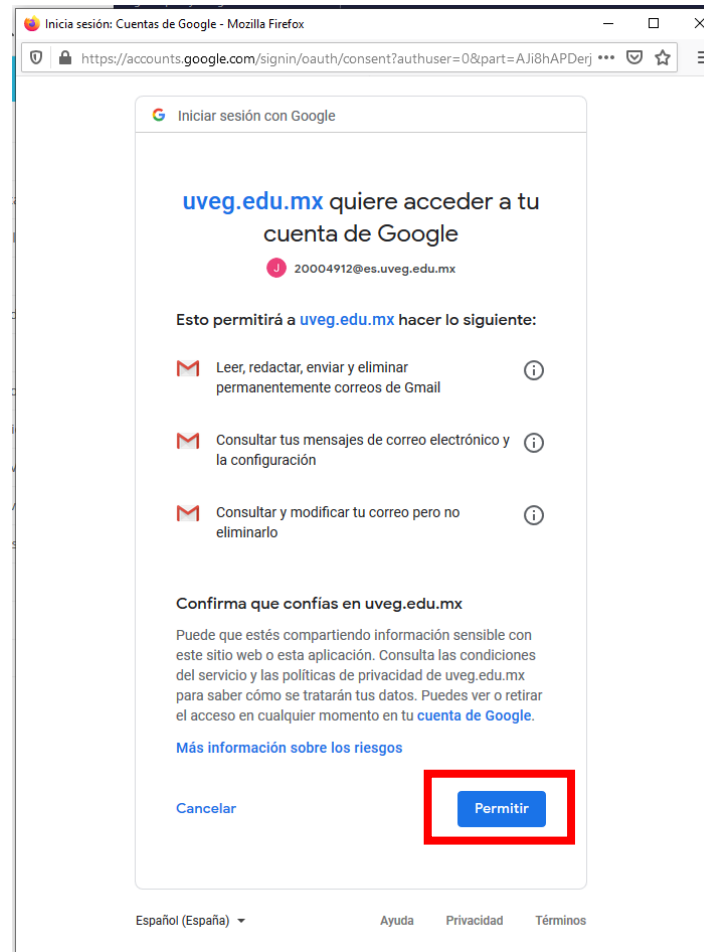 Inicia sesión: Cuentas de Google - Mozilla Firefox
https://accounts.google.com/signin/oauth/consent?authuser=0&part=AJi8hAPDerj
Iniciar sesión con Google
uveg.edu.mx quiere acceder a tu
cuenta de Google
J 20004912@es.uveg.edu.mx
Esto permitirá a uveg.edu.mx hacer lo siguiente:
Leer, redactar, enviar y eliminar
permanentemente correos de Gmail
Consultar tus mensajes de correo electrónico y
la configuración
Consultar y modificar tu correo pero no
eliminarlo
Confirma que confías en uveg.edu.mx
Puede que estés compartiendo información sensible con
este sitio web o esta aplicación. Consulta las condiciones
del servicio y las políticas de privacidad de uveg.edu.mx
para saber cómo se tratarán tus datos. Puedes ver o retirar
el acceso en cualquier momento en tu cuenta de Google.
Más información sobre los riesgos
Cancelar Permitir
Español (España) Ayuda Privacidad Términos